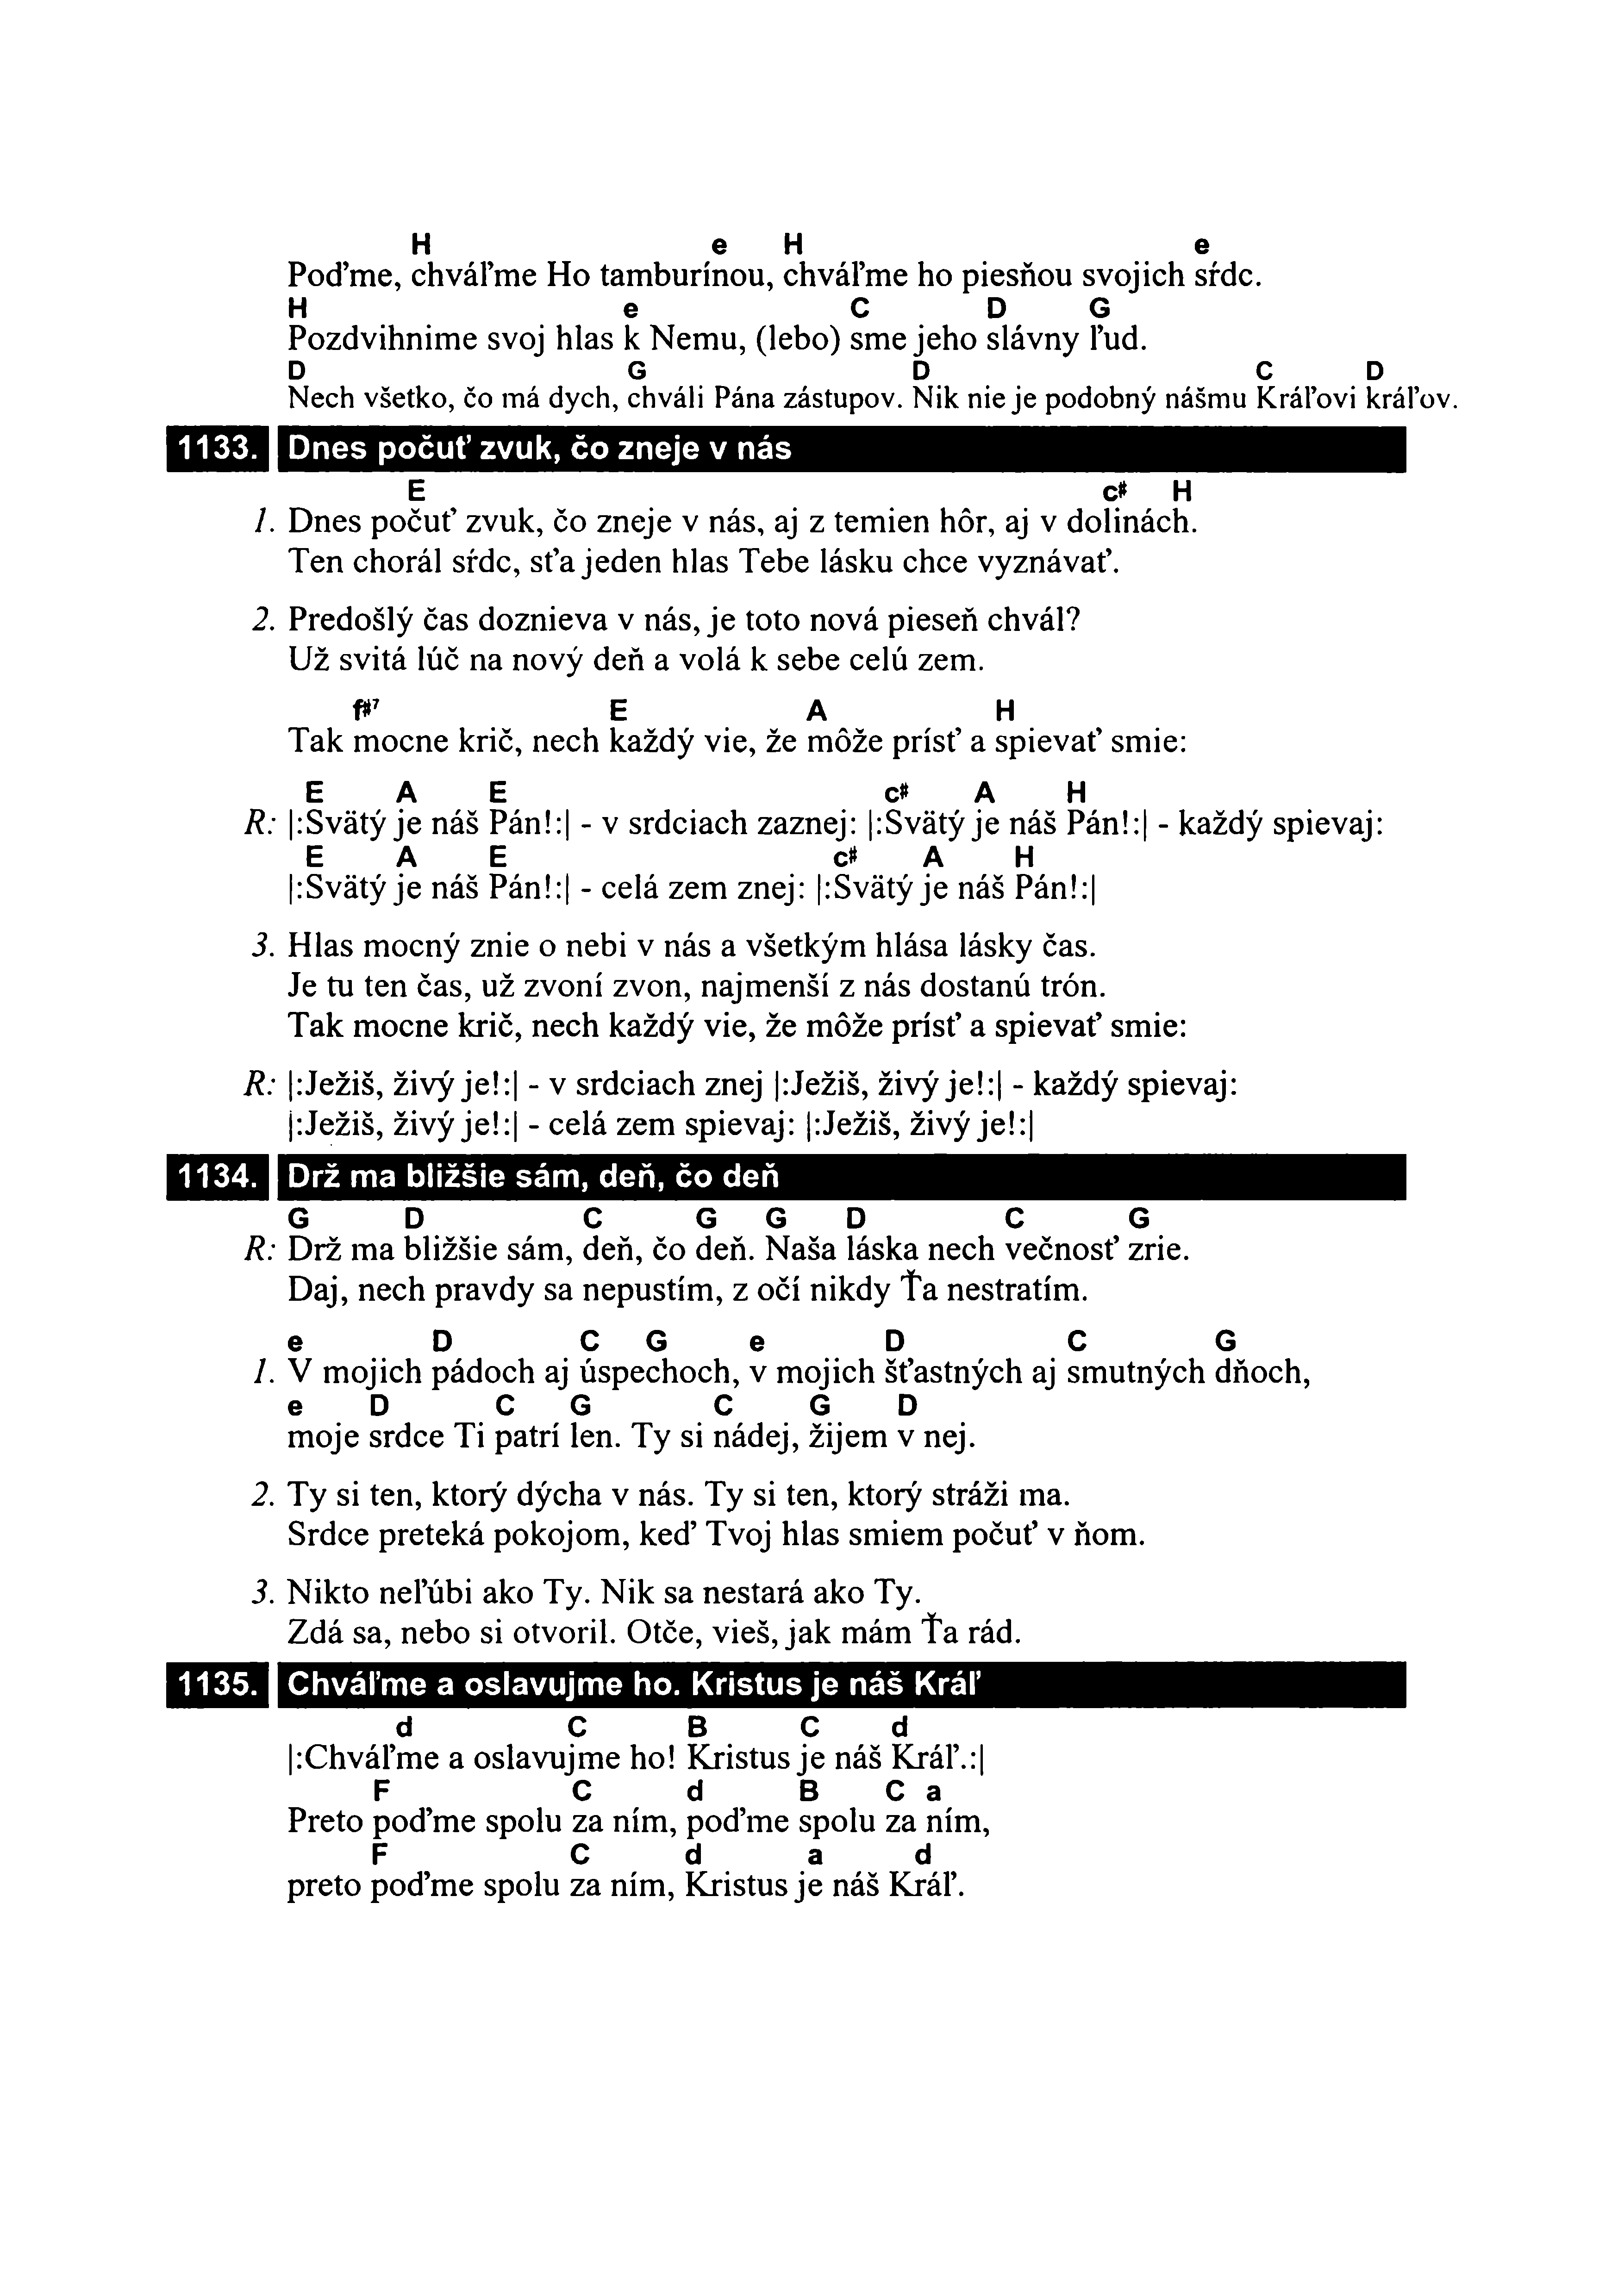 H e H e
Poďme, chváľme Ho tamburínou, chváľme ho piesňou svojich sŕdc.
H e C D G
Pozdvihnime svoj hlas k Nemu, (lebo) sme jeho slávny ľud.
D G D C D
Nech všetko, čo má dych, chváli Pána zástupov. Nik nie je podobný nášmu Kráľovi kráľov.
1133. Dnes počuť zvuk, čo zneje v nás
E c# H
1. Dnes počuť zvuk, čo zneje v nás, aj z temien hôr, aj v dolinách.
Ten chorál sŕdc, sťa jeden hlas Tebe lásku chce vyznávať.
2. Predošlý čas doznieva v nás, je toto nová pieseň chvál?
Už svitá lúč na nový deň a volá k sebe celú zem.
f#7 E A H
Tak mocne krič, nech každý vie, že môže prísť a spievať smie:
E A E c# A H
R: |:Svätý je náš Pán!:| - v srdciach zaznej: |:Svätý je náš Pán!:| - každý spievaj:
E A E c# A H
|:Svätý je náš Pán!:| - celá zem znej: |:Svätý je náš Pán!:|
3. Hlas mocný znie o nebi v nás a všetkým hlása lásky čas.
Je tu ten čas, už zvoní zvon, najmenší z nás dostanú trón.
Tak mocne krič, nech každý vie, že môže prísť a spievať smie:
R: |:Ježiš, živý je!:| - v srdciach znej |:Ježiš, živý je!:| - každý spievaj:
|:Ježiš, živý je!:| - celá zem spievaj: |:Ježiš, živý je!:|
1134. Drž ma bližšie sám, deň, čo deň
G D C G G D C G
R: Drž ma bližšie sám, deň, čo deň. Naša láska nech večnosť zrie.
Daj, nech pravdy sa nepustím, z očí nikdy Ťa nestratím.
e D C G e D C G
1. V mojich pádoch aj úspechoch, v mojich šťastných aj smutných dňoch,
e D C G C G D
moje srdce Ti patrí len. Ty si nádej, žijem v nej.
2. Ty si ten, ktorý dýcha v nás. Ty si ten, ktorý stráži ma.
Srdce preteká pokojom, keď Tvoj hlas smiem počuť v ňom.
3. Nikto neľúbi ako Ty. Nik sa nestará ako Ty.
Zdá sa, nebo si otvoril. Otče, vieš, jak mám Ťa rád.
1135. Chváľme a oslavujme ho. Kristus je náš Kráľ
d C B C d
|:Chváľme a oslavujme ho! Kristus je náš Kráľ.:|
F C d B C a
Preto poďme spolu za ním, poďme spolu za ním,
F C d a d
preto poďme spolu za ním, Kristus je náš Kráľ.